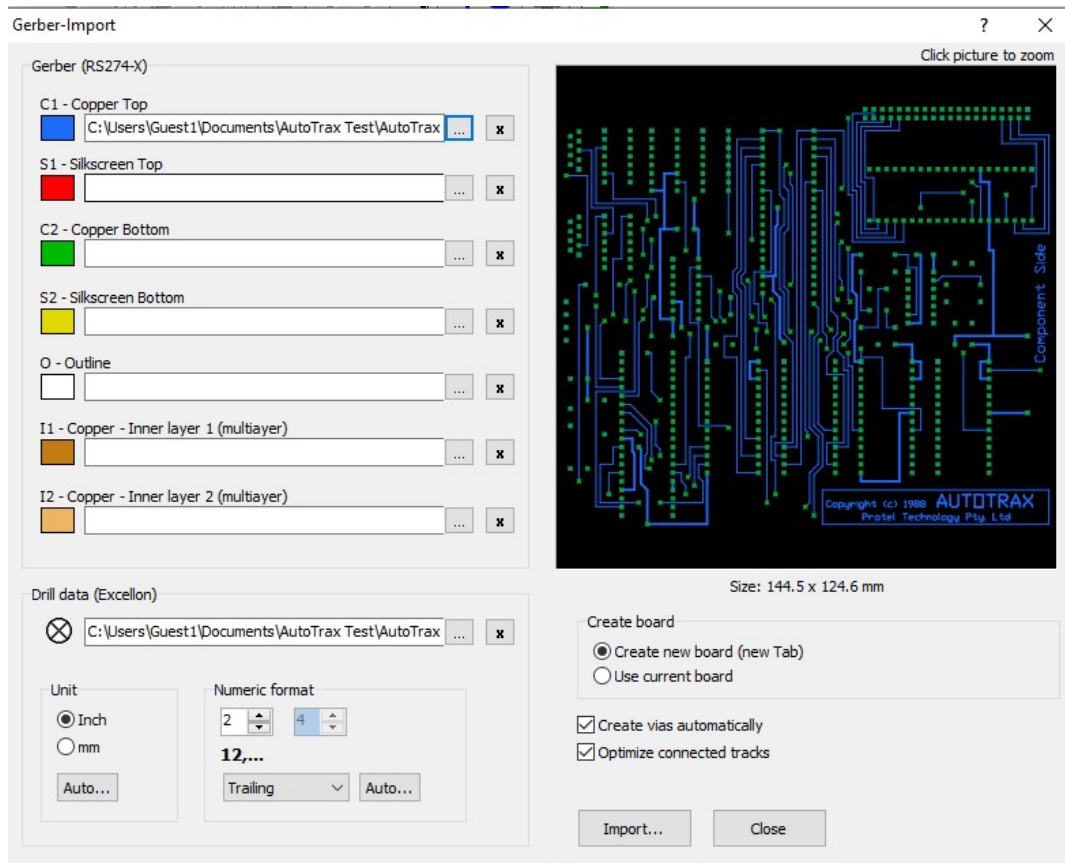 Gerber-Import
?
Click picture to zoom
Gerber (RS274-X)
C1 - Copper Top
C:\Users\Guest1\Documents\AutoTrax Test\AutoTrax
...
x
S1 - Silkscreen Top
...
x
C2 - Copper Bottom
...
x
S2 - Silkscreen Bottom
...
x
O - Outline
...
x
I1 - Copper - Inner layer 1 (multiayer)
...
x
I2 - Copper - Inner layer 2 (multiayer)
...
x
Component Side
Copyright (c) 1988 AUTOTRAX
Protel Technology Pty. Ltd
Size: 144.5 x 124.6 mm
Drill data (Excellon)
C:\Users\Guest1\Documents\AutoTrax Test\AutoTrax
...
x
Unit
Inch
mm
Auto...
Numeric format
2
4
12,...
Trailing
Auto...
Create board
Create new board (new Tab)
Use current board
Create vias automatically
Optimize connected tracks
Import...
Close